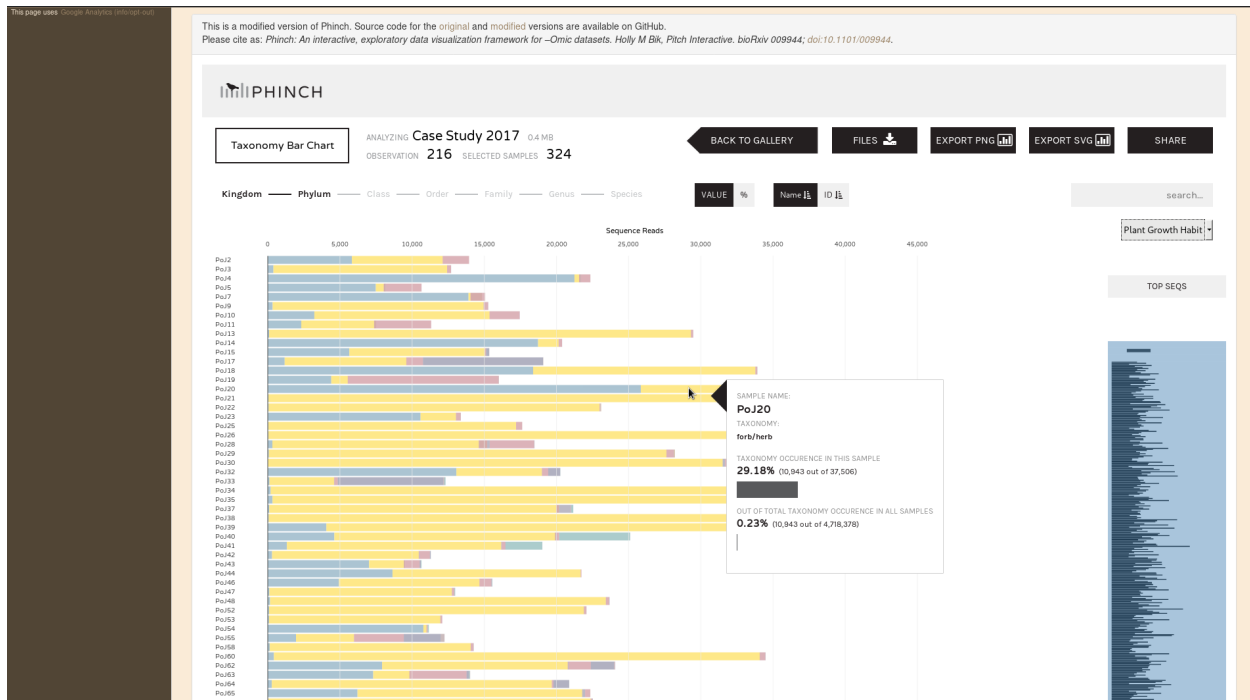 This page uses Google Analytics (info/opt-out)
This is a modified version of Phinch. Source code for the original and modified versions are available on GitHub.
Please cite as: Phinch: An interactive, exploratory data visualization framework for –Omic datasets. Holly M Bik, Pitch Interactive. bioRxiv 009944; doi:10.1101/009944.
PHINCH
Taxonomy Bar Chart
ANALYZING Case Study 2017 0.4 MB
OBSERVATION 216 SELECTED SAMPLES 324
BACK TO GALLERY
FILES
EXPORT PNG
EXPORT SVG
SHARE
Kingdom Phylum Class Order Family Genus Species
VALUE %
Name ID
search...
Plant Growth Habit
Sequence Reads
0 5,000 10,000 15,000 20,000 25,000 30,000 35,000 40,000 45,000
TOP SEQS
PoJ2
PoJ3
PoJ4
PoJ5
PoJ7
PoJ9
PoJ10
PoJ11
PoJ13
PoJ14
PoJ15
PoJ17
PoJ18
PoJ19
PoJ20
PoJ21
PoJ22
PoJ23
PoJ25
PoJ26
PoJ28
PoJ29
PoJ30
PoJ32
PoJ33
PoJ34
PoJ35
PoJ37
PoJ38
PoJ39
PoJ40
PoJ41
PoJ42
PoJ43
PoJ44
PoJ46
PoJ47
PoJ48
PoJ52
PoJ53
PoJ54
PoJ55
PoJ58
PoJ60
PoJ62
PoJ63
PoJ64
PoJ65
SAMPLE NAME:
PoJ20
TAXONOMY:
forb/herb
TAXONOMY OCCURENCE IN THIS SAMPLE
29.18% (10,943 out of 37,506)
OUT OF TOTAL TAXONOMY OCCURENCE IN ALL SAMPLES
0.23% (10,943 out of 4,718,378)